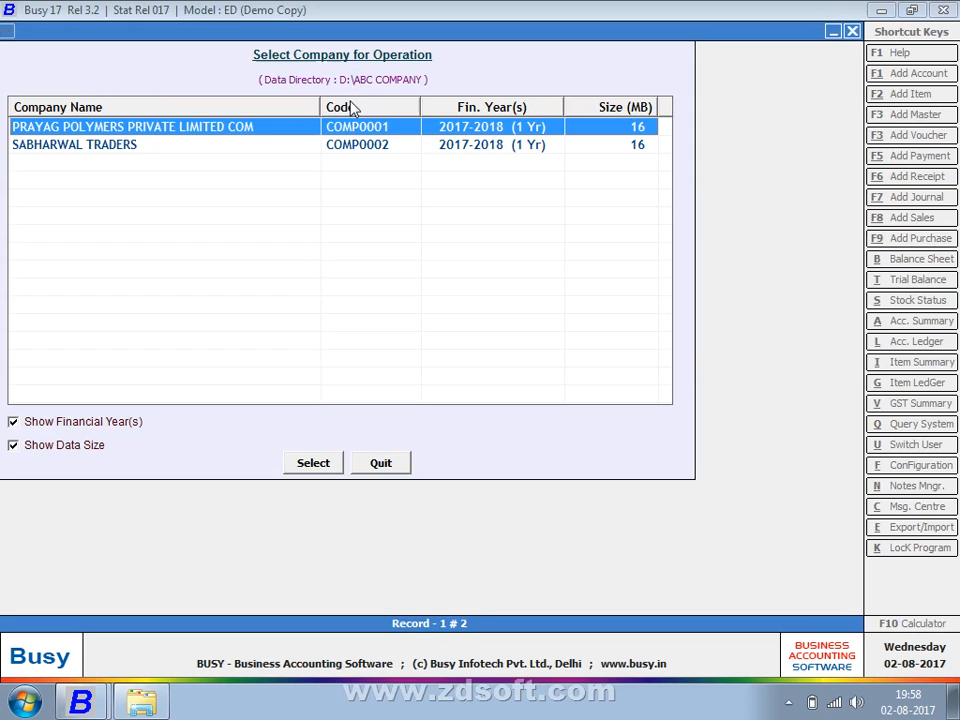 Busy 17 Rel 3.2 | Stat Rel 017 | Model : ED (Demo Copy)
Select Company for Operation
( Data Directory : D:\ABC COMPANY )
Company Name Code Fin. Year(s) Size (MB)
PRAYAG POLYMERS PRIVATE LIMITED COM COMP0001 2017-2018 (1 Yr) 16
SABHARWAL TRADERS COMP0002 2017-2018 (1 Yr) 16
Show Financial Year(s)
Show Data Size
Select Quit
Shortcut Keys
F1 Help
F1 Add Account
F2 Add Item
F3 Add Master
F3 Add Voucher
F5 Add Payment
F6 Add Receipt
F7 Add Journal
F8 Add Sales
F9 Add Purchase
B Balance Sheet
T Trial Balance
S Stock Status
A Acc. Summary
L Acc. Ledger
I Item Summary
G Item LedGer
V GST Summary
Q Query System
U Switch User
F ConFiguration
N Notes Mngr.
C Msg. Centre
E Export/Import
K LocK Program
Record - 1 # 2
F10 Calculator
Busy
BUSY - Business Accounting Software ; (c) Busy Infotech Pvt. Ltd., Delhi ; www.busy.in
BUSINESS
ACCOUNTING
SOFTWARE
Wednesday
02-08-2017
B
www.zdsoft.com
19:58
02-08-2017